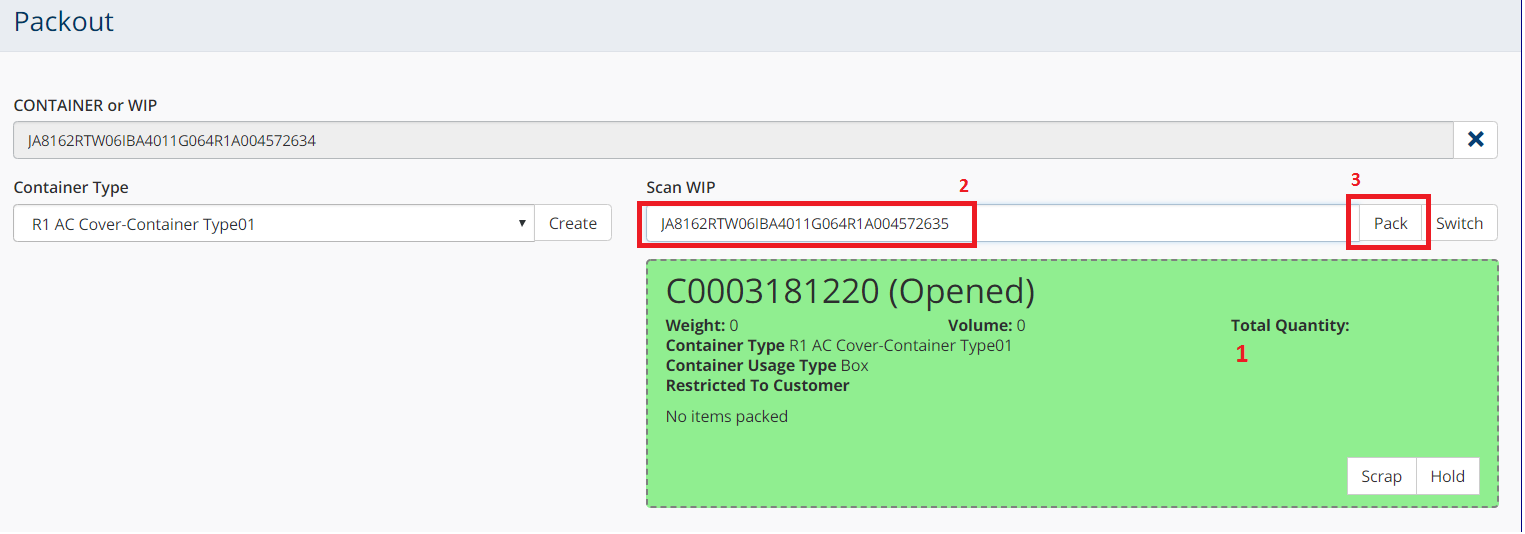 Packout
CONTAINER or WIP
JA8162RTW06IBA4011G064R1A004572634
Container Type
R1 AC Cover-Container Type01
Create
Scan WIP
2
3
JA8162RTW06IBA4011G064R1A004572635
Pack
Switch
C0003181220 (Opened)
Weight: 0
Volume: 0
Total Quantity:
Container Type R1 AC Cover-Container Type01
1
Container Usage Type Box
Restricted To Customer
No items packed
Scrap
Hold